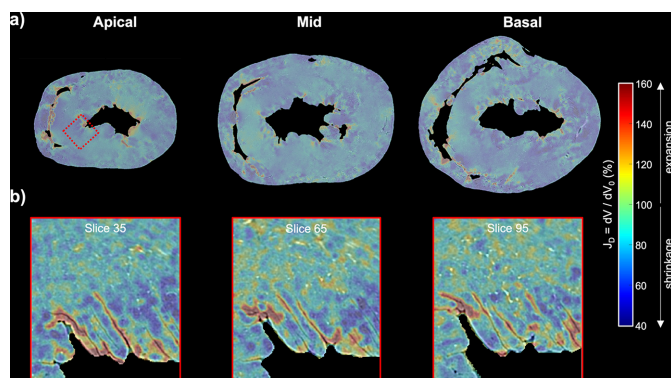 a)
Apical
Mid
Basal
b)
Slice 35
Slice 65
Slice 95
160
140
120
100
80
60
40
J_D = dV / dV_0 (%)
shrinkage
expansion